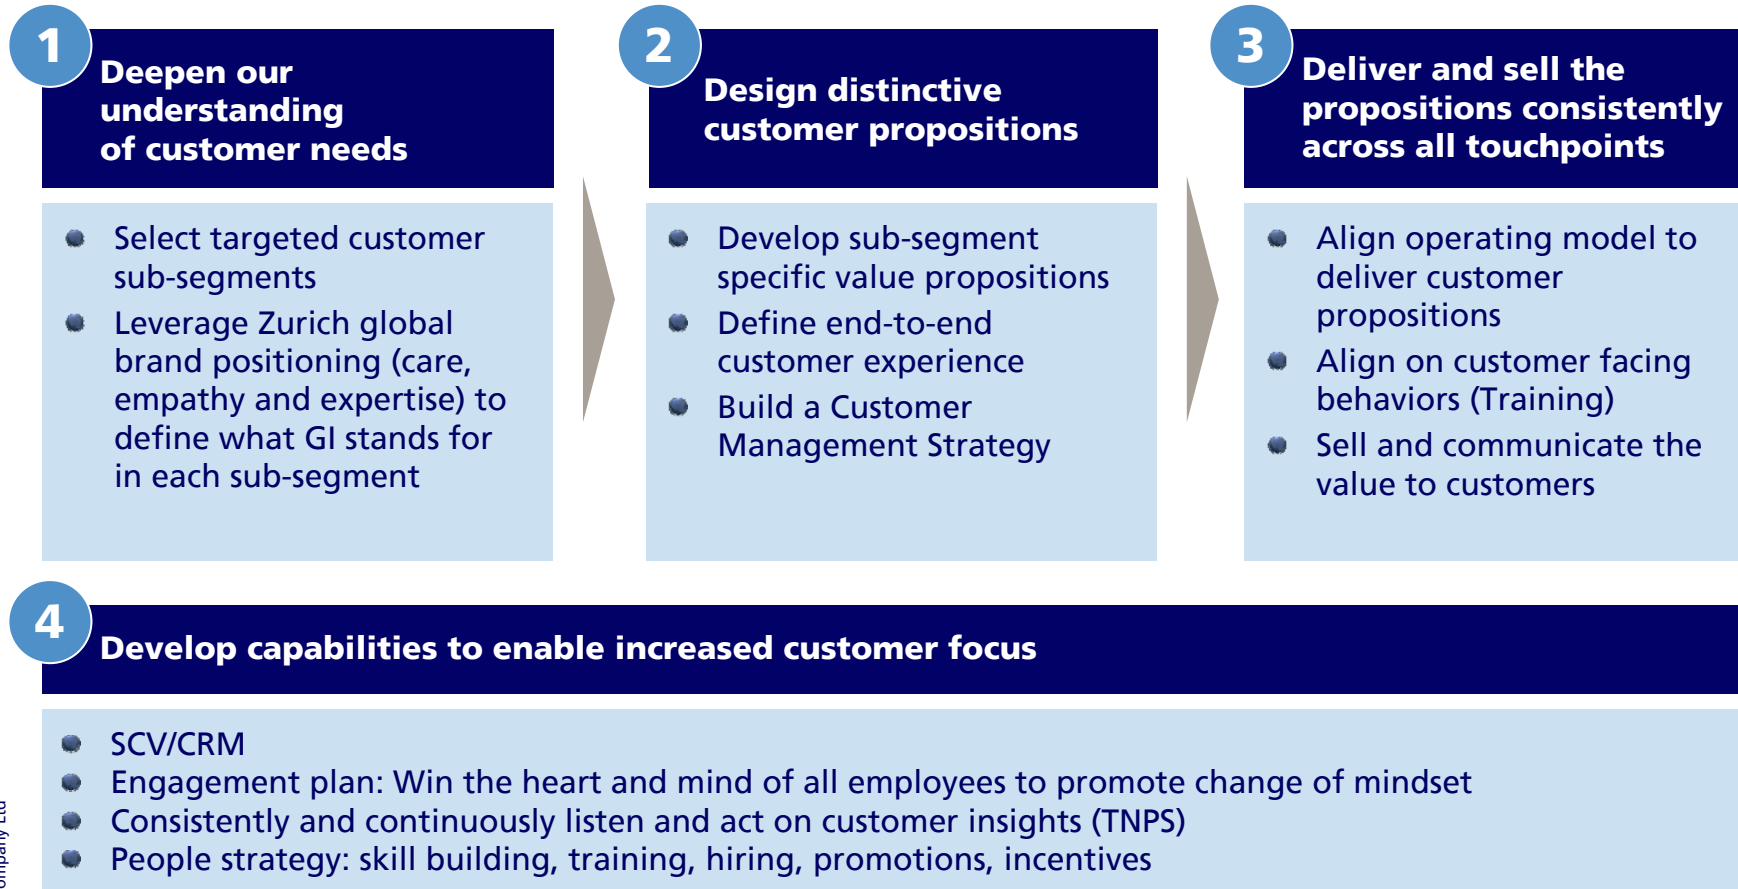 1
Deepen our
understanding
of customer needs
Select targeted customer
sub-segments
Leverage Zurich global
brand positioning (care,
empathy and expertise) to
define what GI stands for
in each sub-segment
2
Design distinctive
customer propositions
Develop sub-segment
specific value propositions
Define end-to-end
customer experience
Build a Customer
Management Strategy
3
Deliver and sell the
propositions consistently
across all touchpoints
Align operating model to
deliver customer
propositions
Align on customer facing
behaviors (Training)
Sell and communicate the
value to customers
4
Develop capabilities to enable increased customer focus
SCV/CRM
Engagement plan: Win the heart and mind of all employees to promote change of mindset
Consistently and continuously listen and act on customer insights (TNPS)
People strategy: skill building, training, hiring, promotions, incentives
Ltd